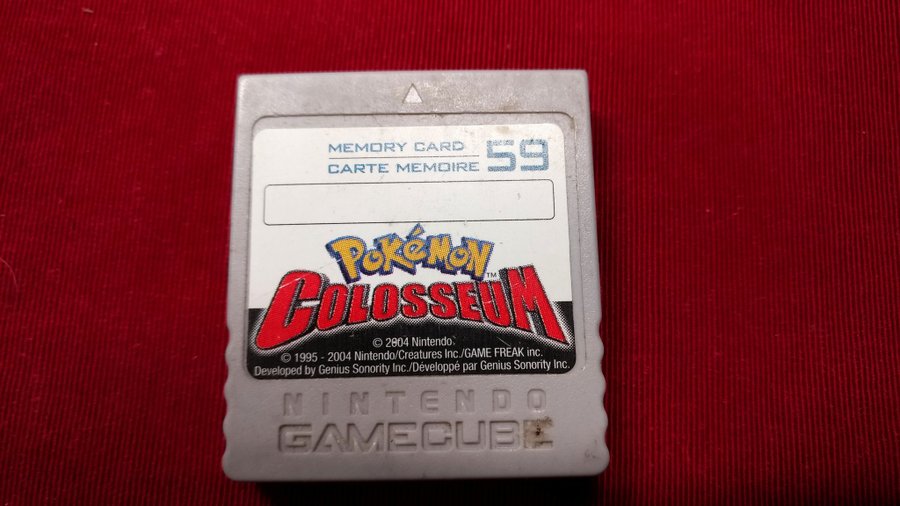 MEMORY CARD 59
CARTE MEMOIRE
POKéMON
COLOSSEUM™
© 2004 Nintendo.
© 1995 - 2004 Nintendo/Creatures Inc./GAME FREAK inc.
Developed by Genius Sonority Inc./Développé par Genius Sonority Inc.
NINTENDO
GAMECUBE